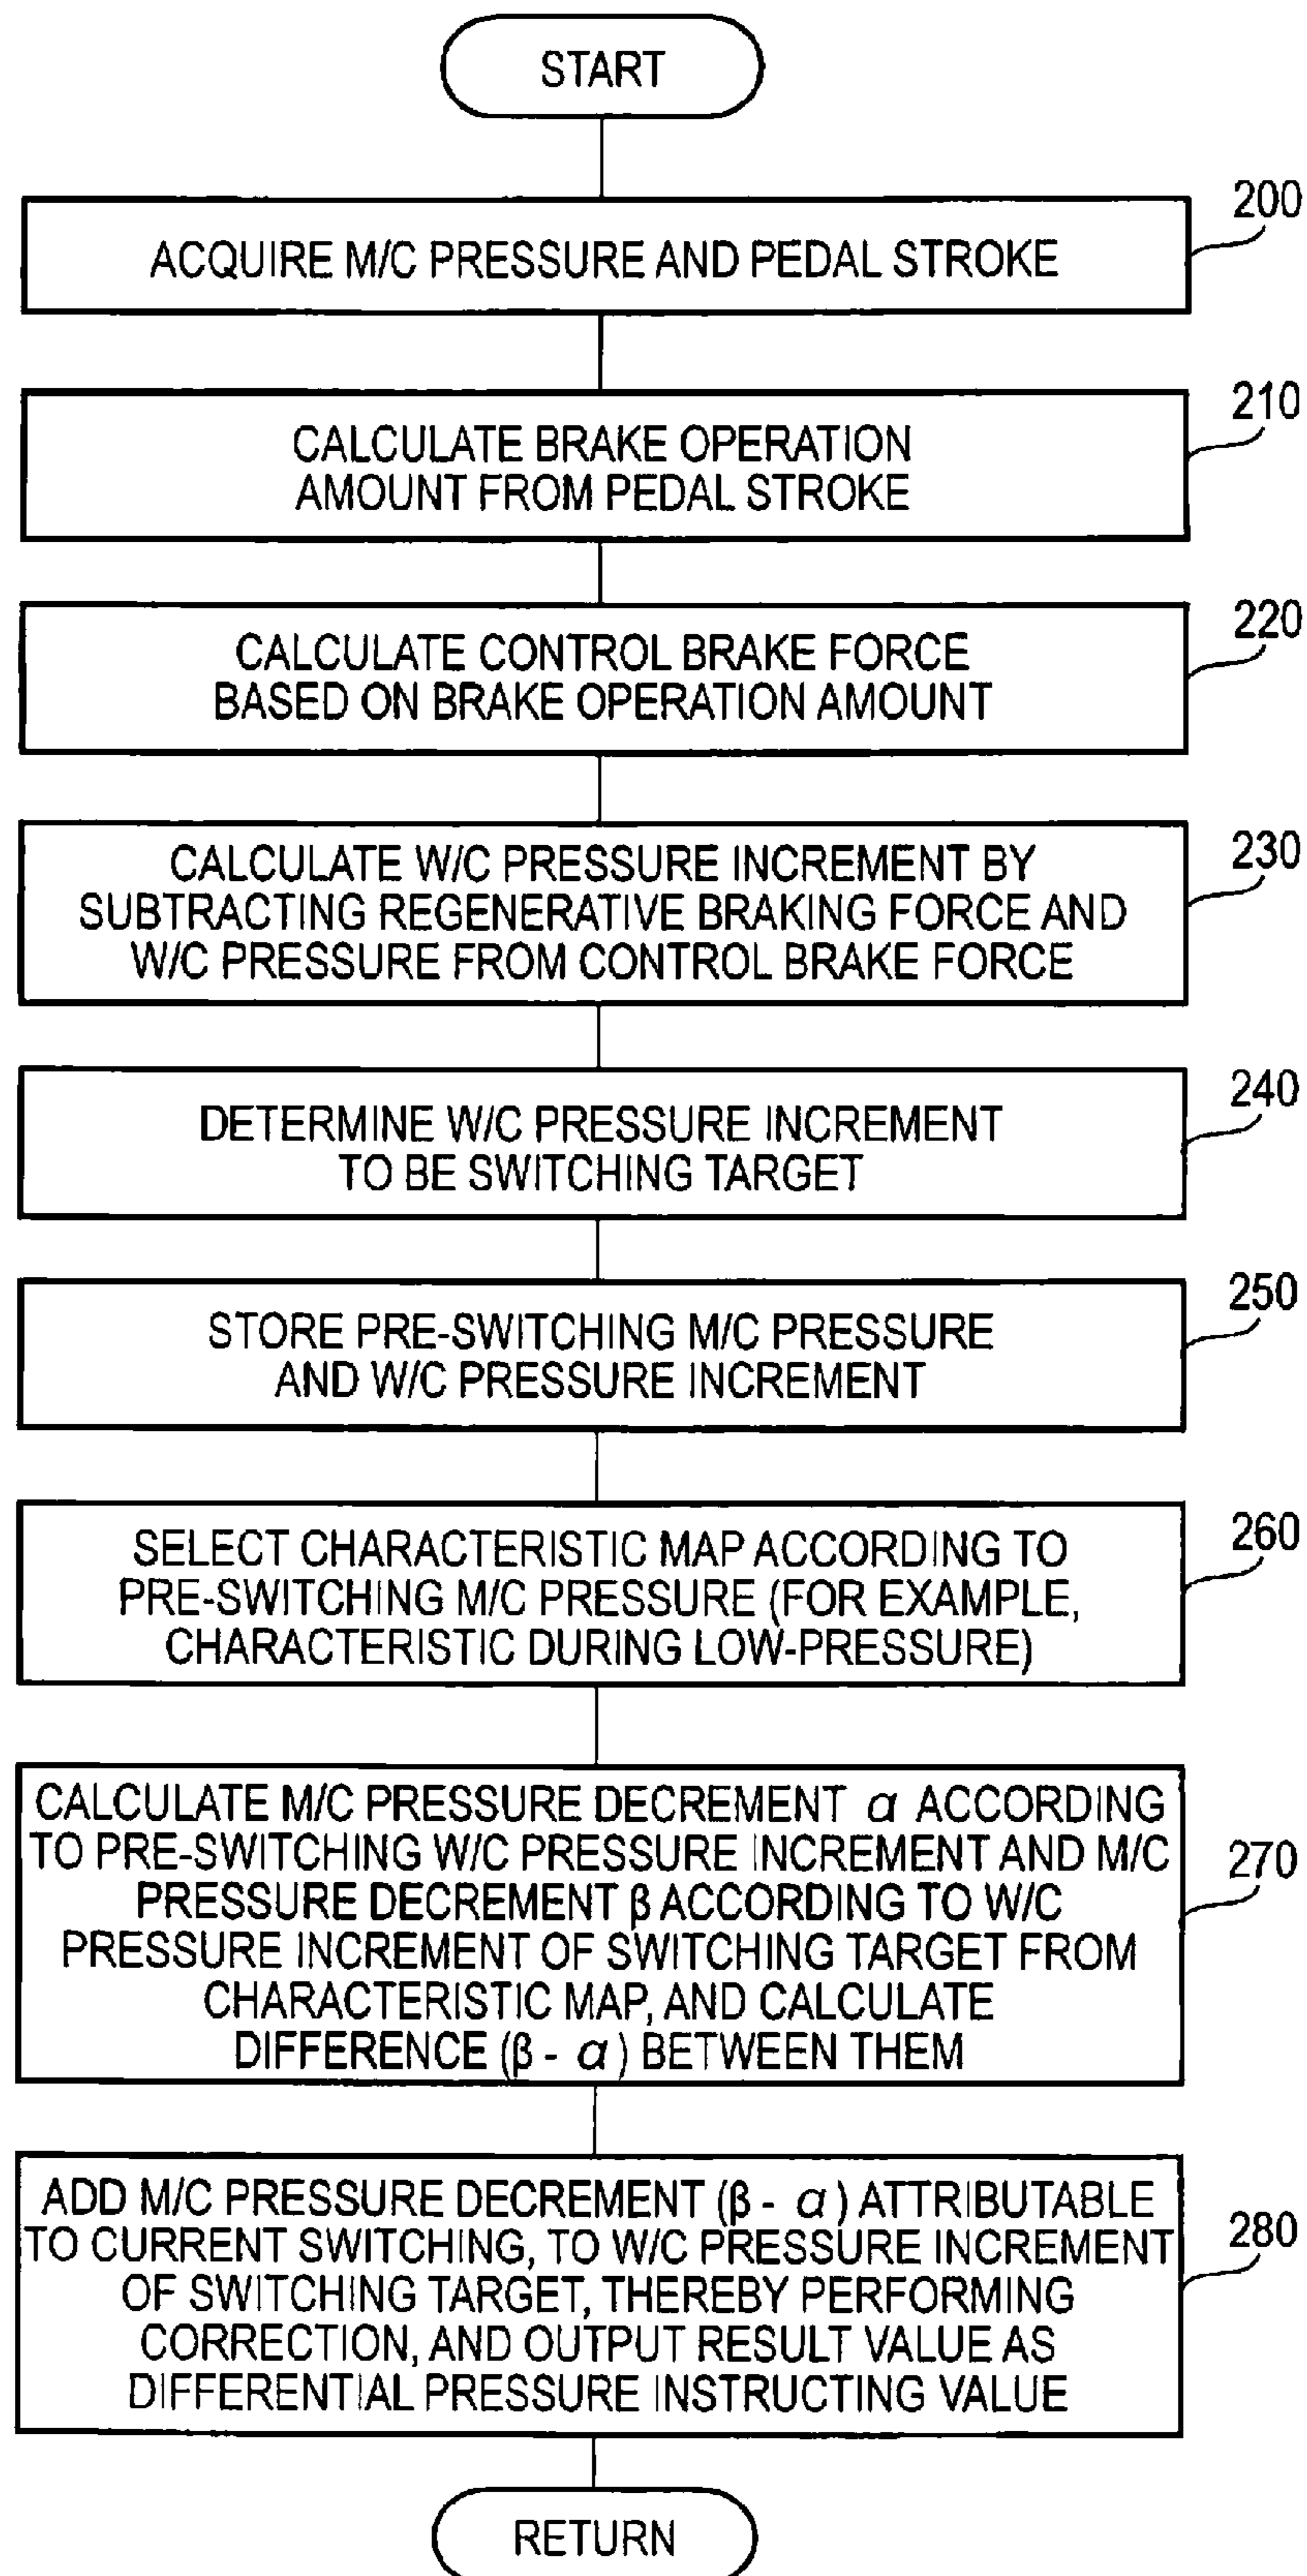 START
200
ACQUIRE M/C PRESSURE AND PEDAL STROKE
210
CALCULATE BRAKE OPERATION
AMOUNT FROM PEDAL STROKE
220
CALCULATE CONTROL BRAKE FORCE
BASED ON BRAKE OPERATION AMOUNT
230
CALCULATE W/C PRESSURE INCREMENT BY
SUBTRACTING REGENERATIVE BRAKING FORCE AND
W/C PRESSURE FROM CONTROL BRAKE FORCE
240
DETERMINE W/C PRESSURE INCREMENT
TO BE SWITCHING TARGET
250
STORE PRE-SWITCHING M/C PRESSURE
AND W/C PRESSURE INCREMENT
260
SELECT CHARACTERISTIC MAP ACCORDING TO
PRE-SWITCHING M/C PRESSURE (FOR EXAMPLE,
CHARACTERISTIC DURING LOW-PRESSURE)
270
CALCULATE M/C PRESSURE DECREMENT α ACCORDING
TO PRE-SWITCHING W/C PRESSURE INCREMENT AND M/C
PRESSURE DECREMENT β ACCORDING TO W/C
PRESSURE INCREMENT OF SWITCHING TARGET FROM
CHARACTERISTIC MAP, AND CALCULATE
DIFFERENCE (β - α) BETWEEN THEM
280
ADD M/C PRESSURE DECREMENT (β - α) ATTRIBUTABLE
TO CURRENT SWITCHING, TO W/C PRESSURE INCREMENT
OF SWITCHING TARGET, THEREBY PERFORMING
CORRECTION, AND OUTPUT RESULT VALUE AS
DIFFERENTIAL PRESSURE INSTRUCTING VALUE
RETURN